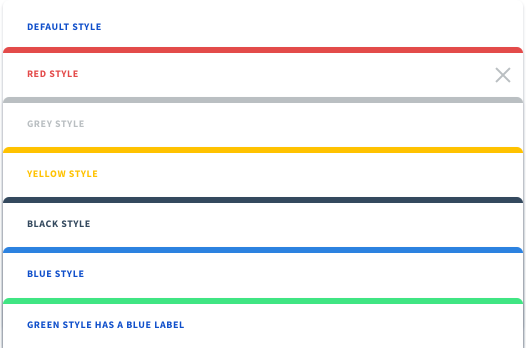 DEFAULT STYLE
RED STYLE
GREY STYLE
YELLOW STYLE
BLACK STYLE
BLUE STYLE
GREEN STYLE HAS A BLUE LABEL